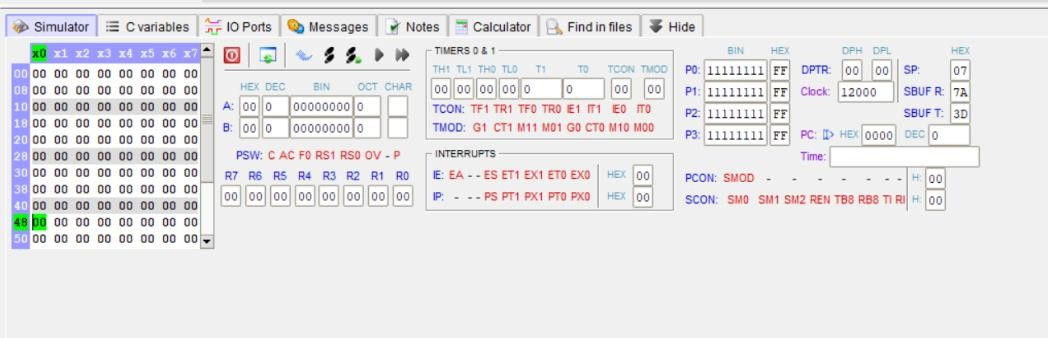 Simulator C variables IO Ports Messages Notes Calculator Find in files Hide
x0 x1 x2 x3 x4 x5 x6 x7
00 00 00 00 00 00 00 00 00
08 00 00 00 00 00 00 00 00
10 00 00 00 00 00 00 00 00
18 00 00 00 00 00 00 00 00
20 00 00 00 00 00 00 00 00
28 00 00 00 00 00 00 00 00
30 00 00 00 00 00 00 00 00
38 00 00 00 00 00 00 00 00
40 00 00 00 00 00 00 00 00
48 00 00 00 00 00 00 00 00
50 00 00 00 00 00 00 00 00
HEX DEC BIN OCT CHAR
A: 00 0 00000000 0
B: 00 0 00000000 0
PSW: C AC F0 RS1 RS0 OV - P
R7 R6 R5 R4 R3 R2 R1 R0
00 00 00 00 00 00 00 00
TIMERS 0 & 1
TH1 TL1 TH0 TL0 T1 T0 TCON TMOD
00 00 00 00 0 0 00 00
TCON: TF1 TR1 TF0 TR0 IE1 IT1 IE0 IT0
TMOD: G1 CT1 M11 M01 G0 CT0 M10 M00
INTERRUPTS
IE: EA - - ES ET1 EX1 ET0 EX0 HEX 00
IP: - - - PS PT1 PX1 PT0 PX0 HEX 00
BIN HEX
P0: 11111111 FF
P1: 11111111 FF
P2: 11111111 FF
P3: 11111111 FF
DPH DPL HEX
DPTR: 00 00 SP: 07
Clock: 12000 SBUF R: 7A
SBUF T: 3D
PC: HEX 0000 DEC 0
Time:
PCON: SMOD - - - - - - - H: 00
SCON: SM0 SM1 SM2 REN TB8 RB8 TI RI H: 00